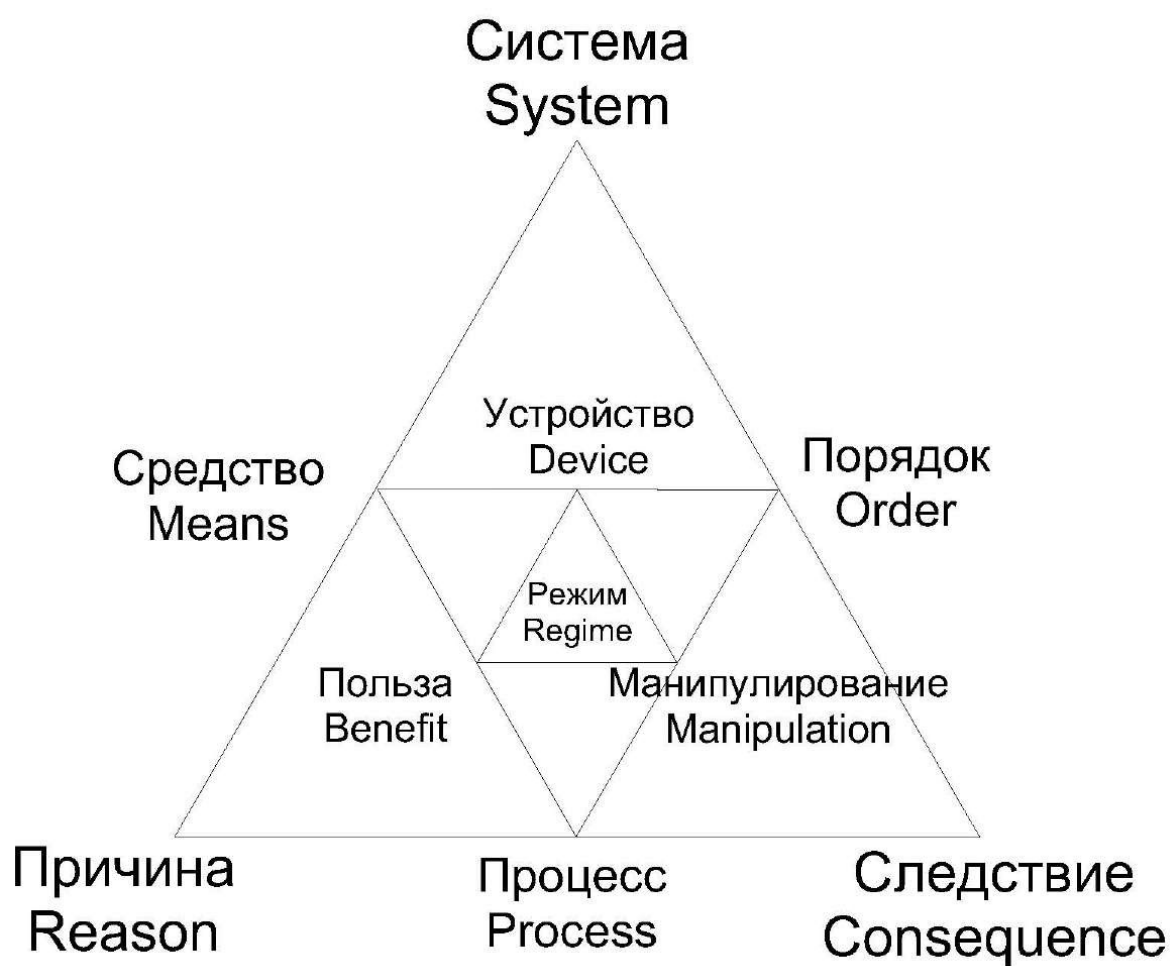 Система
System
Устройство
Device
Средство
Means
Порядок
Order
Режим
Regime
Польза
Benefit
Манипулирование
Manipulation
Причина
Reason
Процесс
Process
Следствие
Consequence